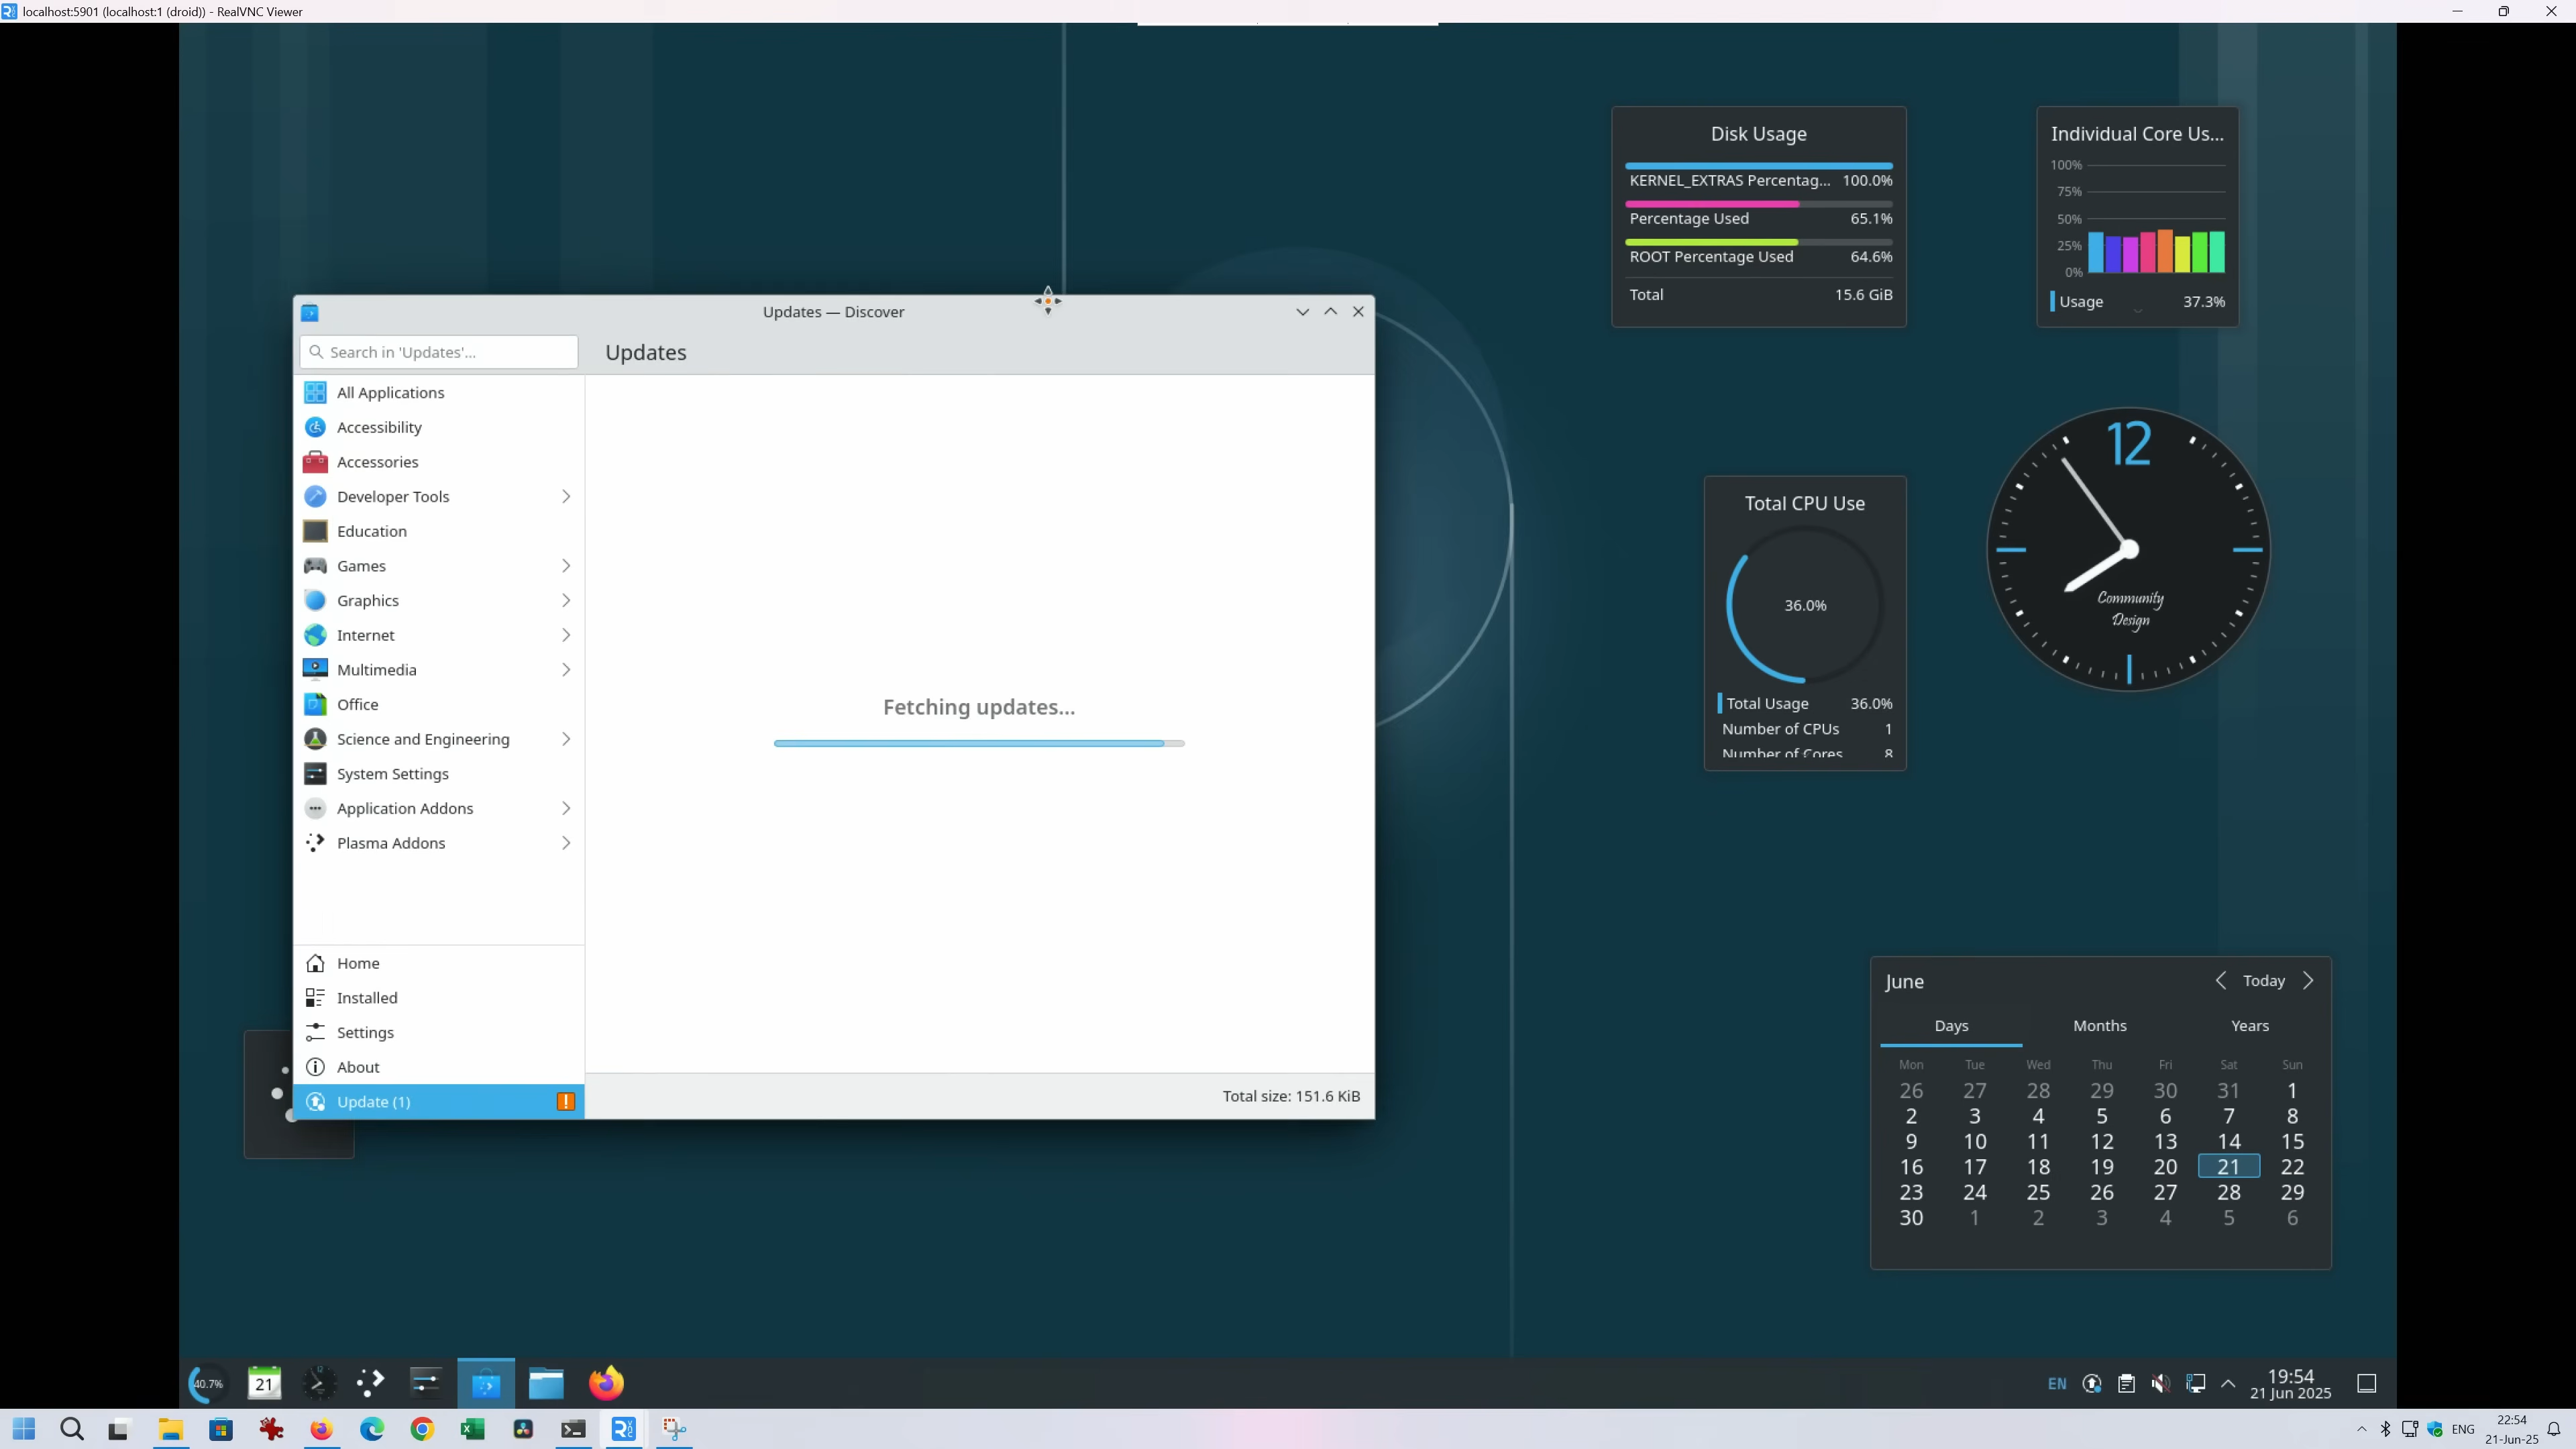 localhost:5901 (localhost:1 (droid)) - RealVNC Viewer
Updates — Discover
Search in 'Updates'...
Updates
All Applications
Accessibility
Accessories
Developer Tools
Education
Games
Graphics
Internet
Multimedia
Office
Science and Engineering
System Settings
Application Addons
Plasma Addons
Home
Installed
Settings
About
Update (1)
Fetching updates...
Total size: 151.6 KiB
Disk Usage
KERNEL_EXTRAS Percentag... 100.0%
Percentage Used 65.1%
ROOT Percentage Used 64.6%
Total 15.6 GiB
Individual Core Us...
100%
75%
50%
25%
0%
Usage 37.3%
Total CPU Use
36.0%
Total Usage 36.0%
Number of CPUs 1
Number of Cores 8
12
Community
Design
June
Today
Days Months Years
Mon Tue Wed Thu Fri Sat Sun
26 27 28 29 30 31 1
2 3 4 5 6 7 8
9 10 11 12 13 14 15
16 17 18 19 20 21 22
23 24 25 26 27 28 29
30 1 2 3 4 5 6
40.7%
21
12
EN
19:54
21 Jun 2025
ENG
22:54
21-Jun-25